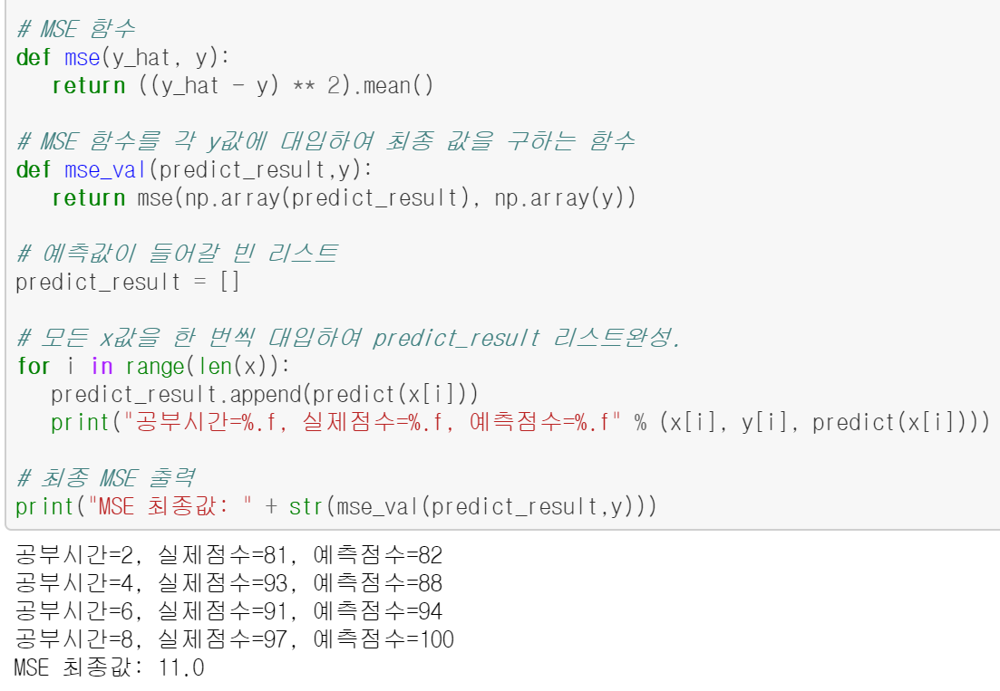 # MSE 함수
def mse(y_hat, y):
   return ((y_hat - y) ** 2).mean()
# MSE 함수를 각 y값에 대입하여 최종 값을 구하는 함수
def mse_val(predict_result,y):
   return mse(np.array(predict_result), np.array(y))
# 예측값이 들어갈 빈 리스트
predict_result = []
# 모든 x값을 한 번씩 대입하여 predict_result 리스트완성.
for i in range(len(x)):
   predict_result.append(predict(x[i]))
   print("공부시간=%.f, 실제점수=%.f, 예측점수=%.f" % (x[i], y[i], predict(x[i])))
# 최종 MSE 출력
print("MSE 최종값: " + str(mse_val(predict_result,y)))
공부시간=2, 실제점수=81, 예측점수=82
공부시간=4, 실제점수=93, 예측점수=88
공부시간=6, 실제점수=91, 예측점수=94
공부시간=8, 실제점수=97, 예측점수=100
MSE 최종값: 11.0